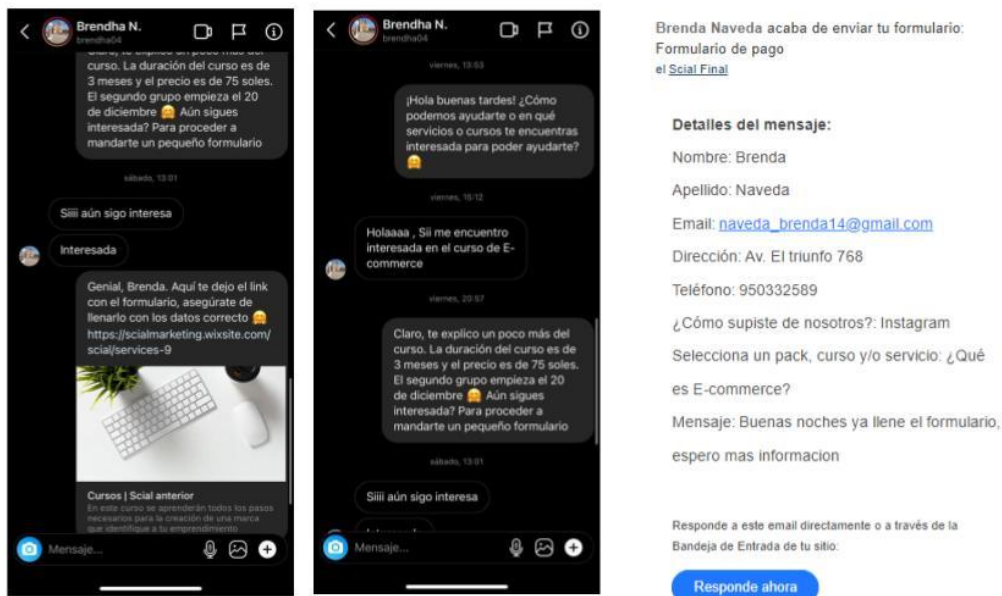 Brendha N.
brendha04
Claro, te explico un poco más del
curso. La duración del curso es de
3 meses y el precio es de 75 soles.
El segundo grupo empieza el 20
de diciembre 🤗 Aún sigues
interesada? Para proceder a
mandarte un pequeño formulario
sábado, 13:01
Siiii aún sigo interesa
Interesada
Genial, Brenda. Aquí te dejo el link
con el formulario, asegúrate de
llenarlo con los datos correcto 🤗
https://scialmarketing.wixsite.com/
scial/services-9
Cursos | Scial anterior
En este curso se aprenderán todos los pasos
necesarios para la creación de una marca
que identifique a tu emprendimiento
Mensaje...
Brendha N.
brendha04
viernes, 13:53
¡Hola buenas tardes! ¿Cómo
podemos ayudarte o en qué
servicios o cursos te encuentras
interesada para poder ayudarte?
🤗
viernes, 15:12
Holaaaa , Sii me encuentro
interesada en el curso de E-
commerce
viernes, 20:57
Claro, te explico un poco más del
curso. La duración del curso es de
3 meses y el precio es de 75 soles.
El segundo grupo empieza el 20
de diciembre 🤗 Aún sigues
interesada? Para proceder a
mandarte un pequeño formulario
sábado, 13:01
Siiii aún sigo interesa
Mensaje...
Brenda Naveda acaba de enviar tu formulario:
Formulario de pago
el Scial Final
Detalles del mensaje:
Nombre: Brenda
Apellido: Naveda
Email: naveda_brenda14@gmail.com
Dirección: Av. El triunfo 768
Teléfono: 950332589
¿Cómo supiste de nosotros?: Instagram
Selecciona un pack, curso y/o servicio: ¿Qué
es E-commerce?
Mensaje: Buenas noches ya llene el formulario,
espero mas informacion
Responde a este email directamente o a través de la
Bandeja de Entrada de tu sitio:
Responde ahora